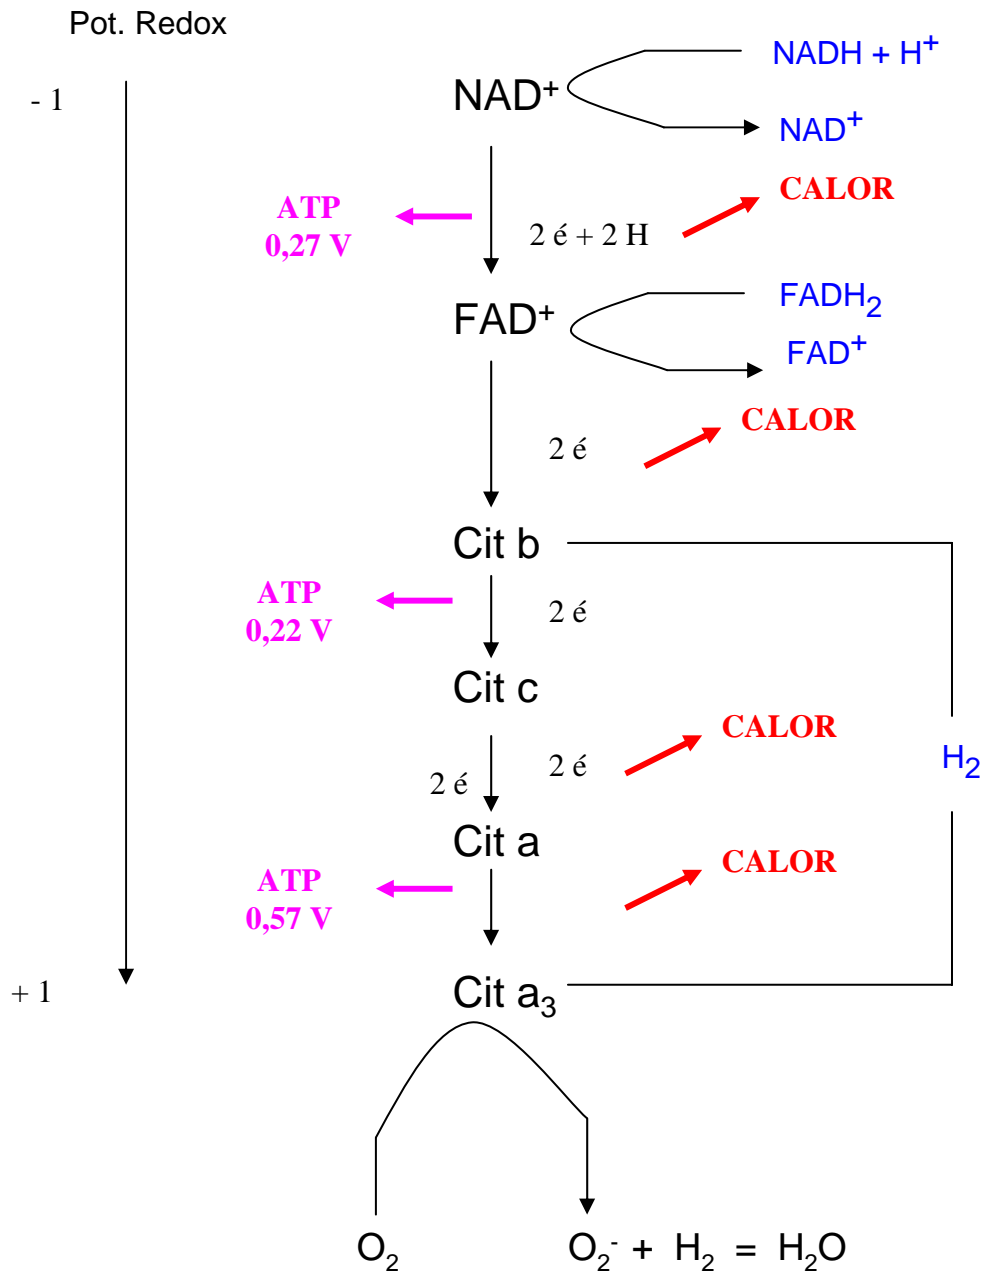 Pot. Redox
- 1
NADH + H⁺
NAD⁺
NAD⁺
CALOR
ATP
0,27 V
2 é + 2 H
FADH₂
FAD⁺
FAD⁺
CALOR
2 é
Cit b
ATP
0,22 V
2 é
Cit c
CALOR
H₂
2 é
2 é
Cit a
CALOR
ATP
0,57 V
+ 1
Cit a₃
O₂
O₂⁻ + H₂ = H₂O